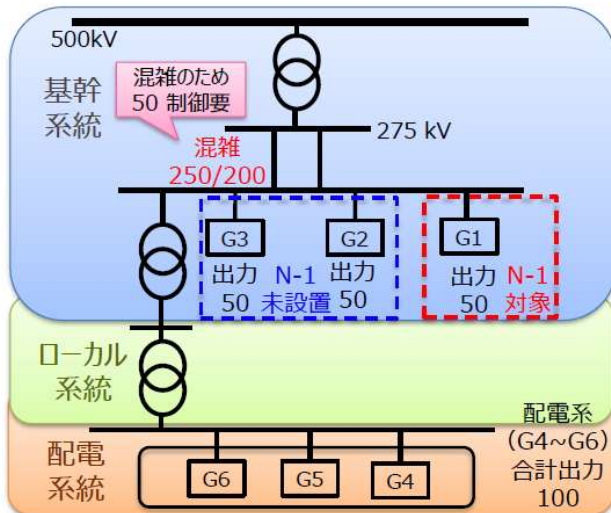 500kV
混雑のため
50 制御要
基幹
系統
275 kV
混雑
250/200
G3
G2
G1
出力
50
N-1
未設置
出力
50
出力
50
N-1
対象
ローカル
系統
配電系
(G4~G6)
合計出力
100
配電
系統
G6
G5
G4